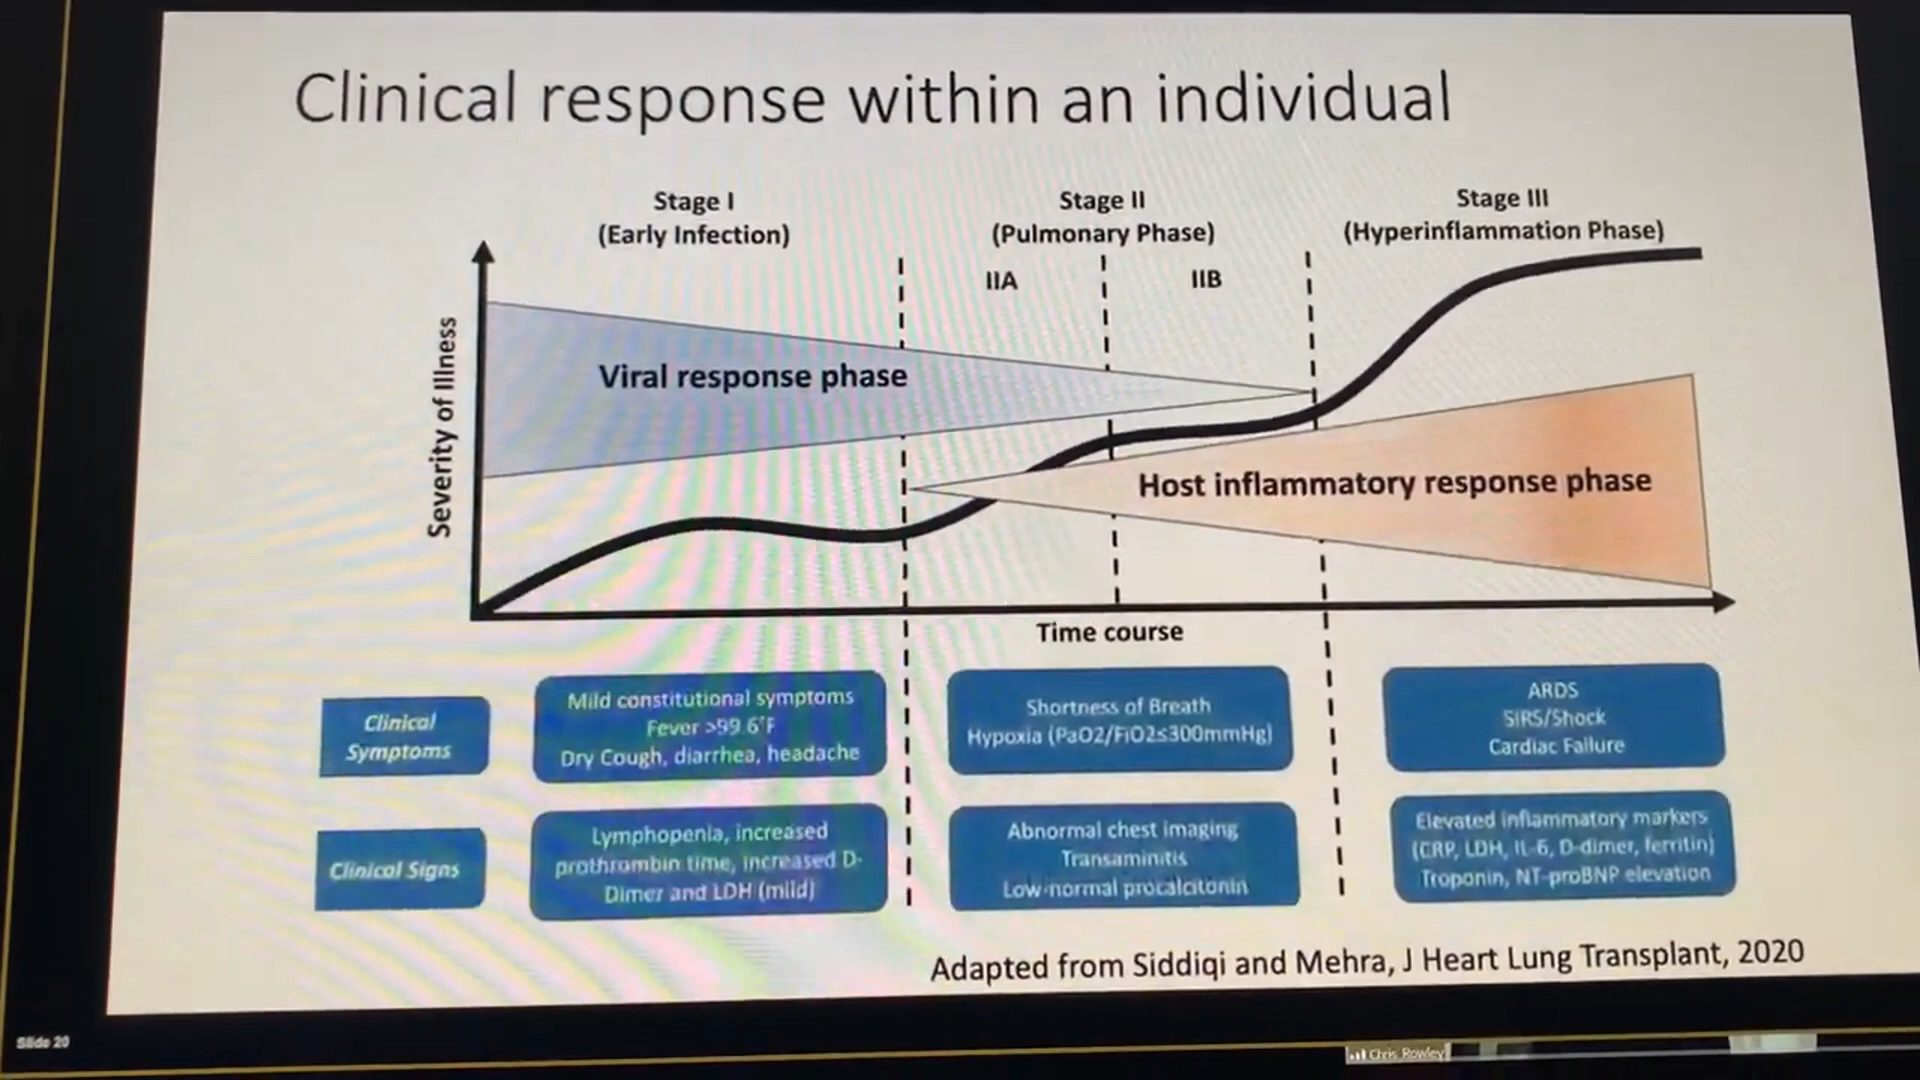 Clinical response within an individual
Stage I
(Early Infection)
Stage II
(Pulmonary Phase)
Stage III
(Hyperinflammation Phase)
IIA
IIB
Severity of Illness
Viral response phase
Host inflammatory response phase
Time course
Clinical
Symptoms
Mild constitutional symptoms
Fever >99.6°F
Dry Cough, diarrhea, headache
Shortness of Breath
Hypoxia (PaO2/FiO2≤300mmHg)
ARDS
SIRS/Shock
Cardiac Failure
Clinical Signs
Lymphopenia, increased
prothrombin time, increased D-
Dimer and LDH (mild)
Abnormal chest imaging
Transaminitis
Low-normal procalcitonin
Elevated inflammatory markers
(CRP, LDH, IL-6, D-dimer, ferritin)
Troponin, NT-proBNP elevation
Adapted from Siddiqi and Mehra, J Heart Lung Transplant, 2020
Slide 20
Chris Rowley